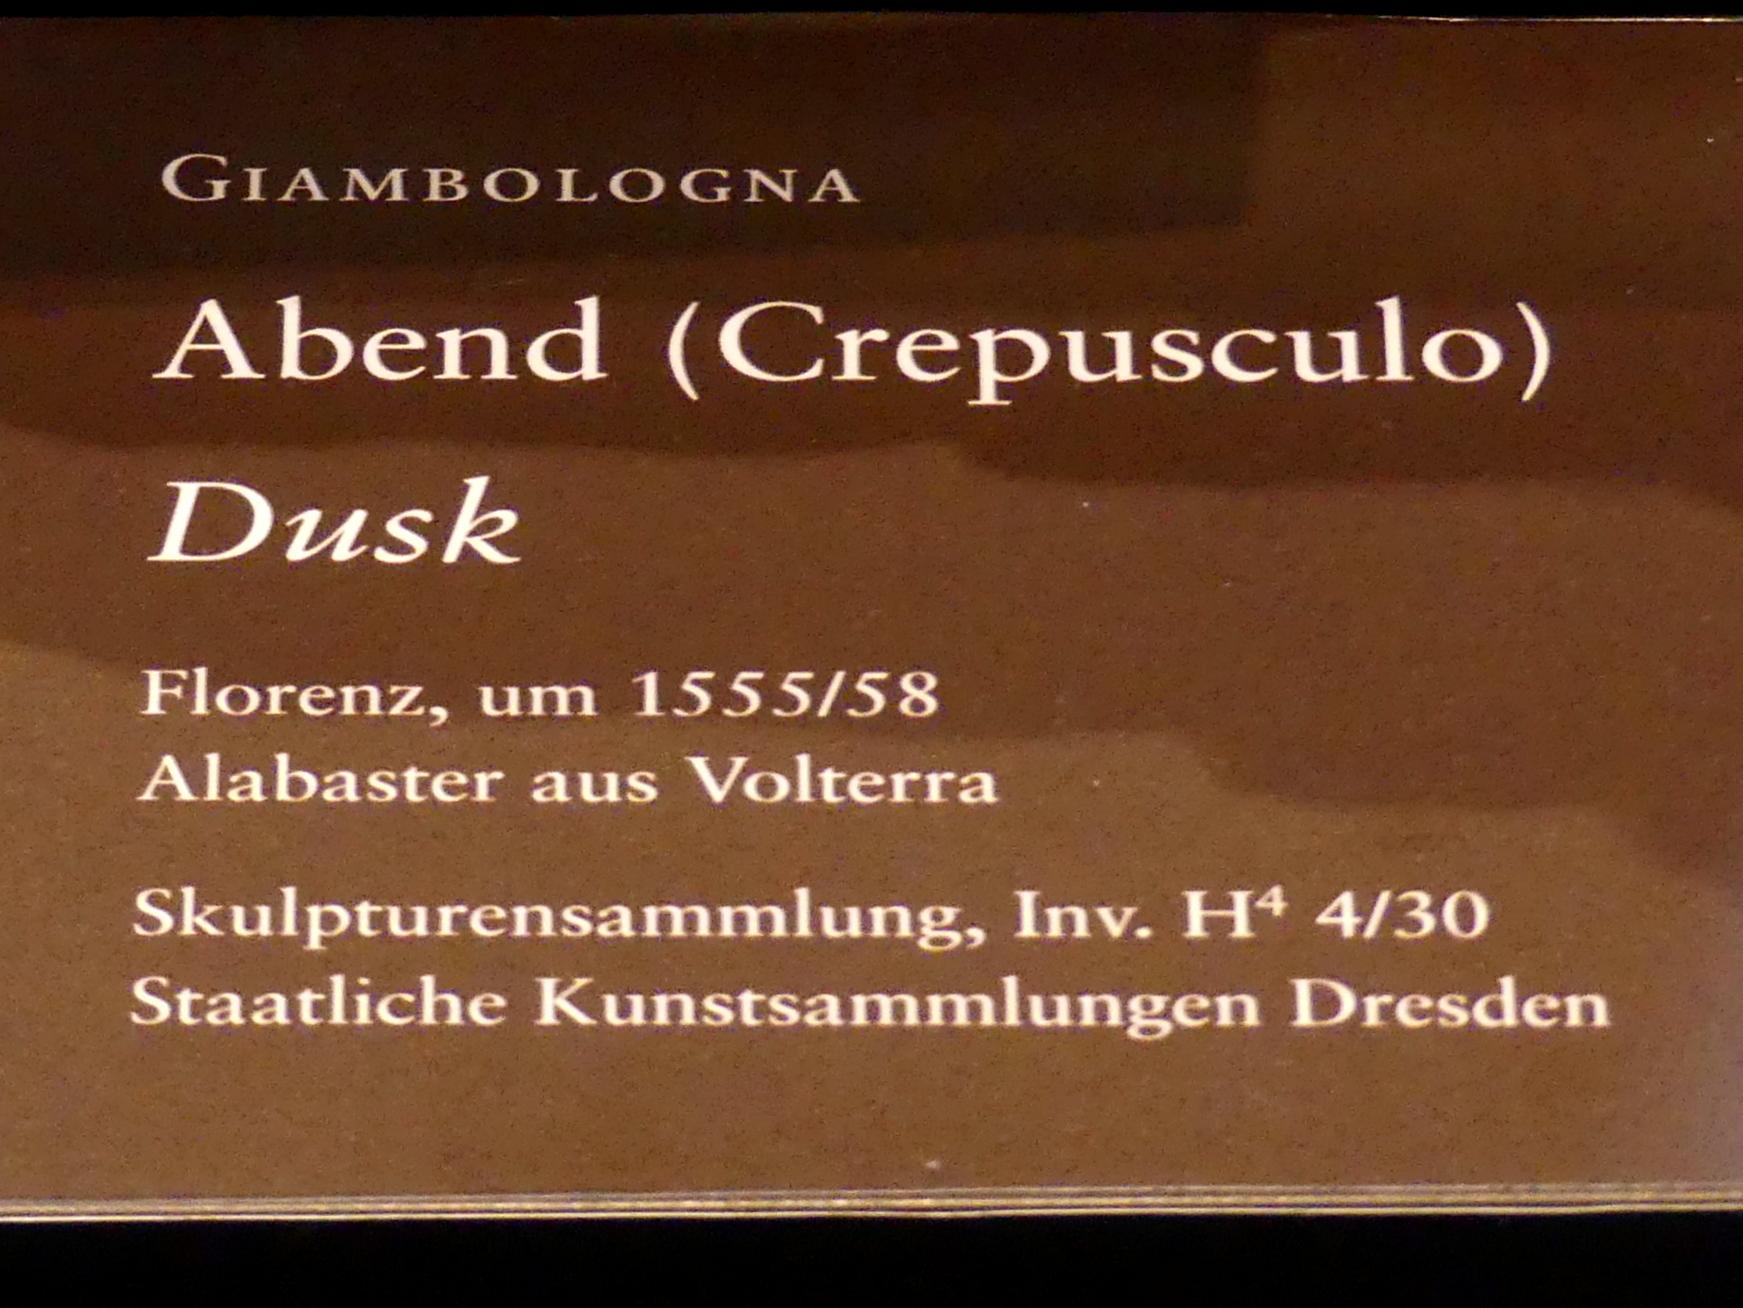 GIAMBOLOGNA
Abend (Crepusculo)
Dusk
Florenz, um 1555/58
Alabaster aus Volterra
Skulpturensammlung, Inv. H⁴ 4/30
Staatliche Kunstsammlungen Dresden